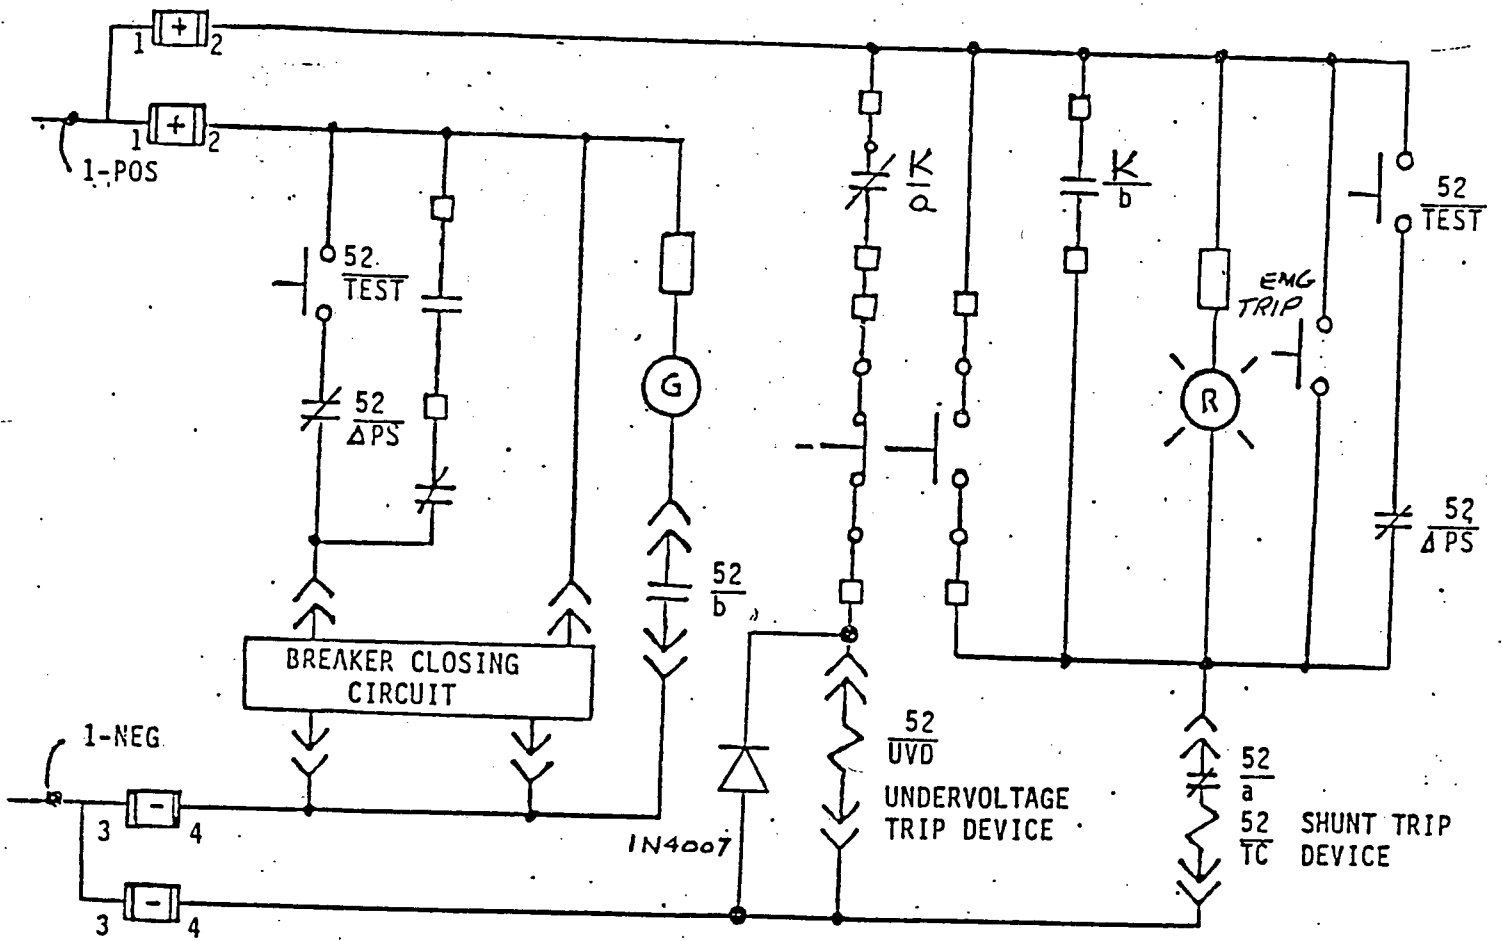 1 + 2
1 + 2
1-POS
52
TEST
52
ΔPS
G
52
b
BREAKER CLOSING
CIRCUIT
1-NEG
3 - 4
3 - 4
1N4007
K
a
K
b
EMG
TRIP
R
52
TEST
52
ΔPS
52
UVD
UNDERVOLTAGE
TRIP DEVICE
52
a
52
TC
SHUNT TRIP
DEVICE